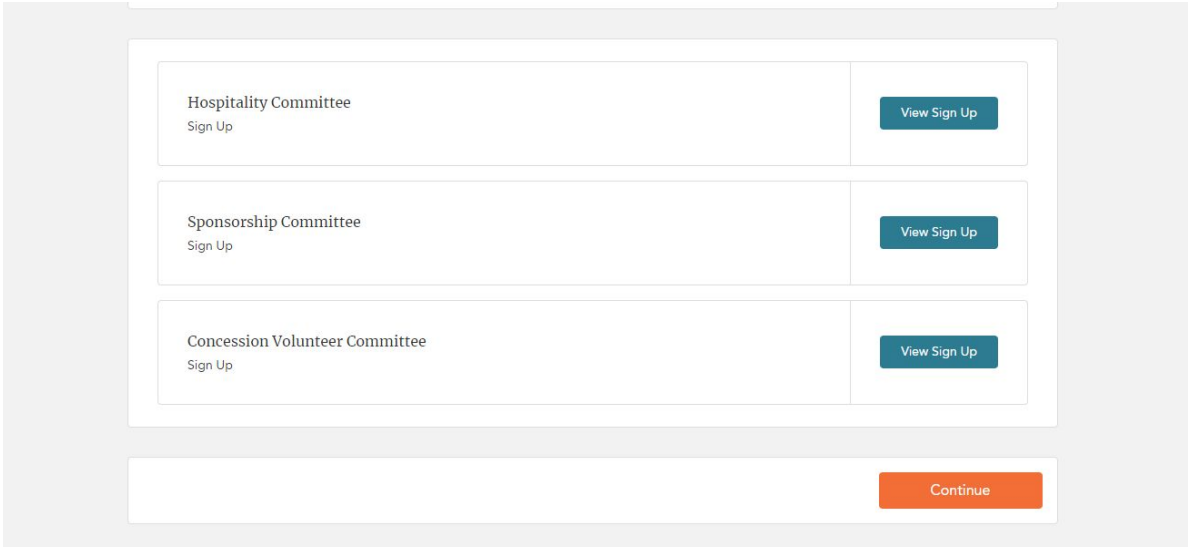 Hospitality Committee
Sign Up
View Sign Up
Sponsorship Committee
Sign Up
View Sign Up
Concession Volunteer Committee
Sign Up
View Sign Up
Continue